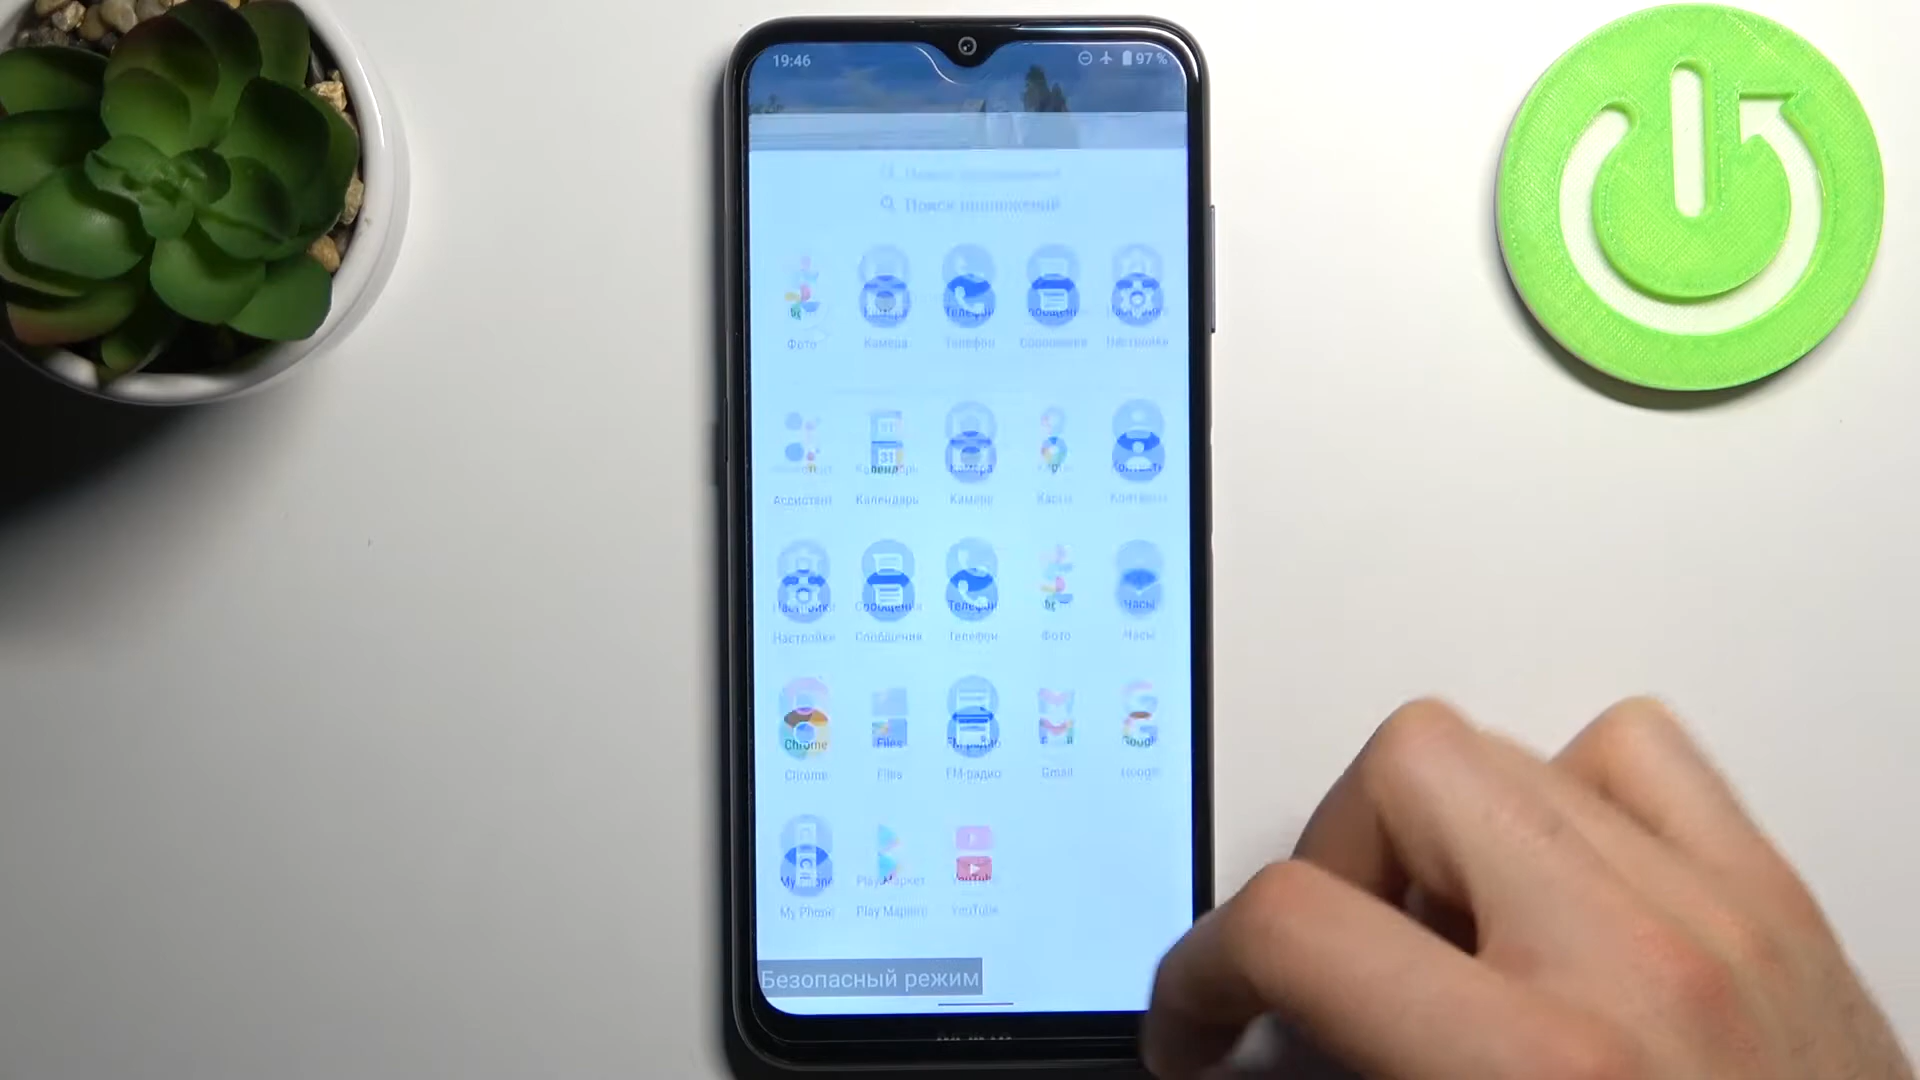 19:46 97 %
Поиск приложений
Фото Камера Телефон Сообщения Настройки
Ассистент Календарь Камера Карты Контакты
Настройки Сообщения Телефон Фото Часы
Chrome Files FM-радио Gmail Google
My Phone Play Маркет YouTube
Безопасный режим